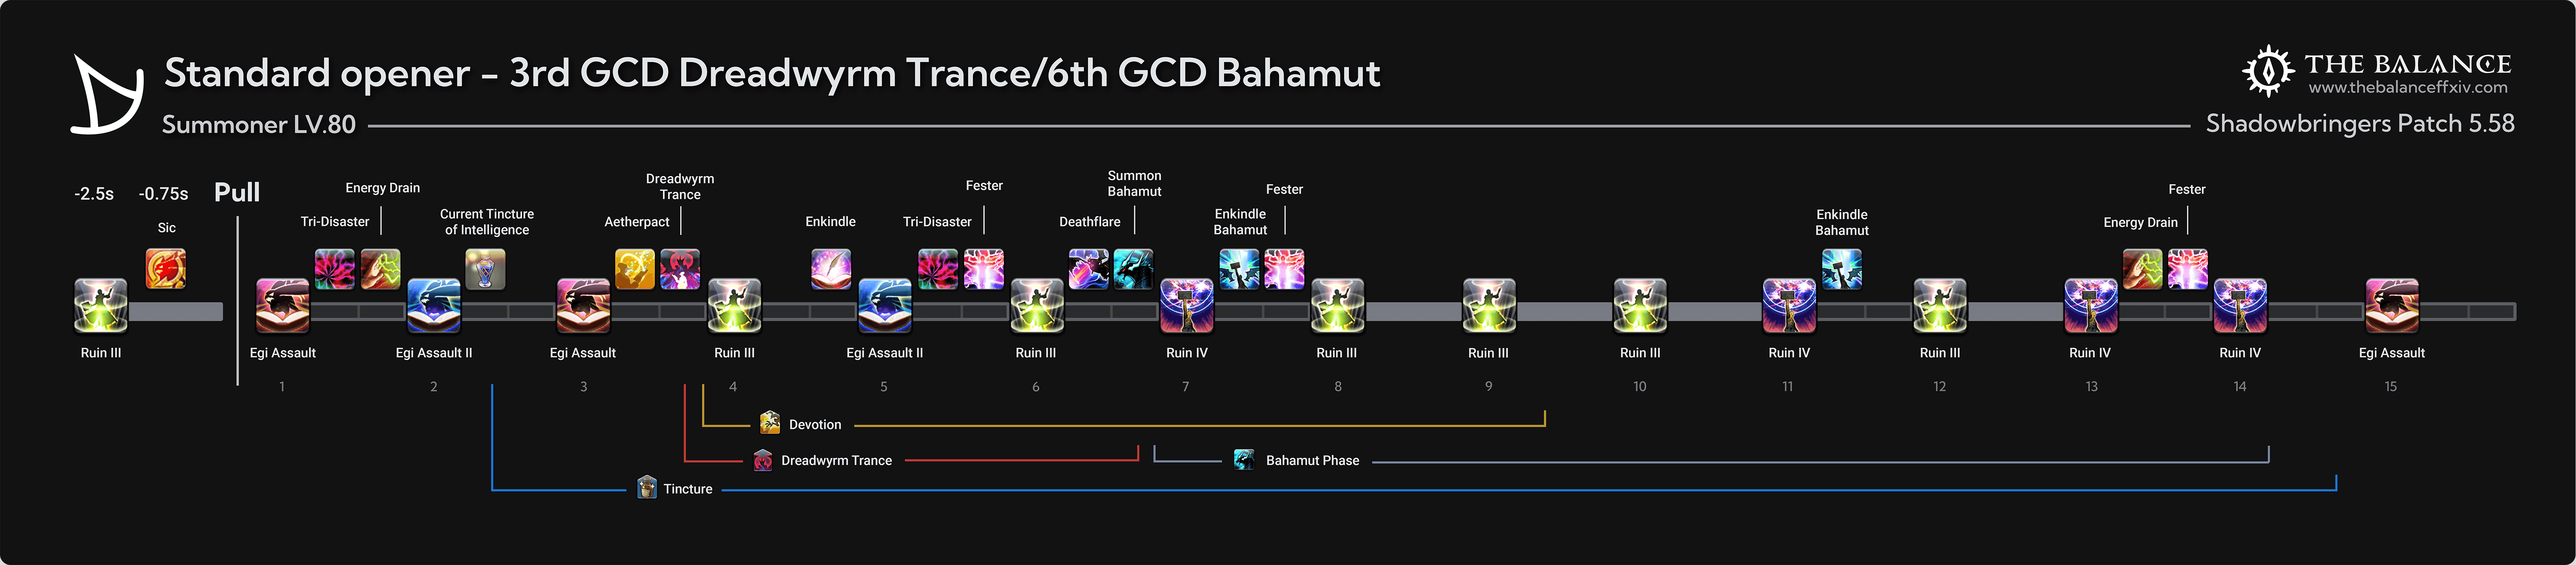 Standard opener - 3rd GCD Dreadwyrm Trance/6th GCD Bahamut
THE BALANCE
www.thebalanceffxiv.com
Summoner LV.80
Shadowbringers Patch 5.58
-2.5s
-0.75s
Pull
Sic
Tri-Disaster
Energy Drain
Current Tincture
of Intelligence
Aetherpact
Dreadwyrm
Trance
Enkindle
Tri-Disaster
Fester
Deathflare
Summon
Bahamut
Enkindle
Bahamut
Fester
Enkindle
Bahamut
Energy Drain
Fester
Ruin III
Egi Assault
Egi Assault II
Egi Assault
Ruin III
Egi Assault II
Ruin III
Ruin IV
Ruin III
Ruin III
Ruin III
Ruin IV
Ruin III
Ruin IV
Ruin IV
Egi Assault
1
2
3
4
5
6
7
8
9
10
11
12
13
14
15
Devotion
Dreadwyrm Trance
Bahamut Phase
Tincture